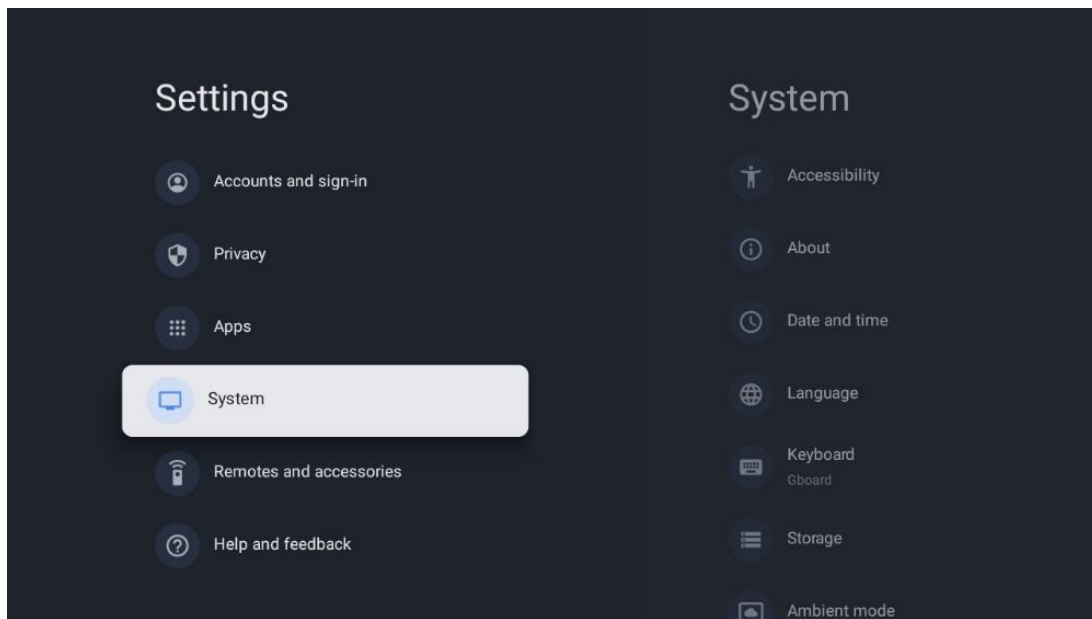 Settings
Accounts and sign-in
Privacy
Apps
System
Remotes and accessories
Help and feedback
System
Accessibility
About
Date and time
Language
Keyboard
Gboard
Storage
Ambient mode